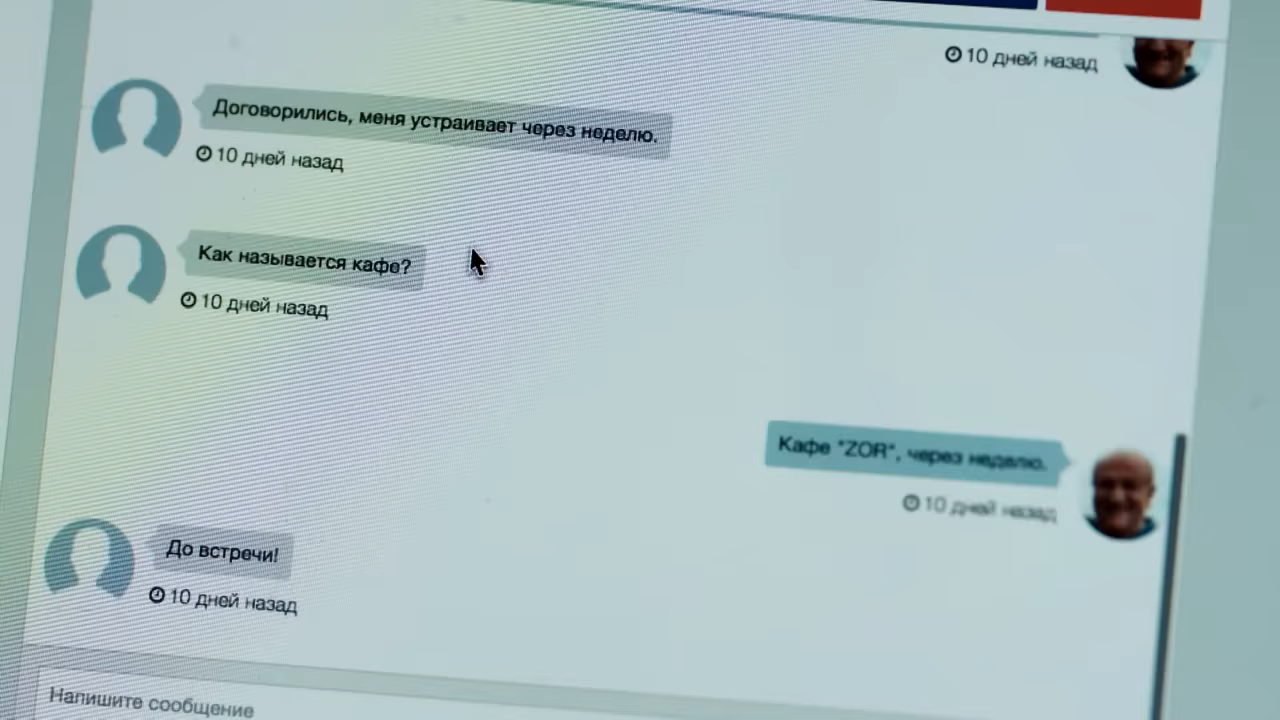 10 дней назад
Договорились, меня устраивает через неделю.
10 дней назад
Как называется кафе?
10 дней назад
Кафе "ZOR", через неделю.
10 дней назад
До встречи!
10 дней назад
Напишите сообщение